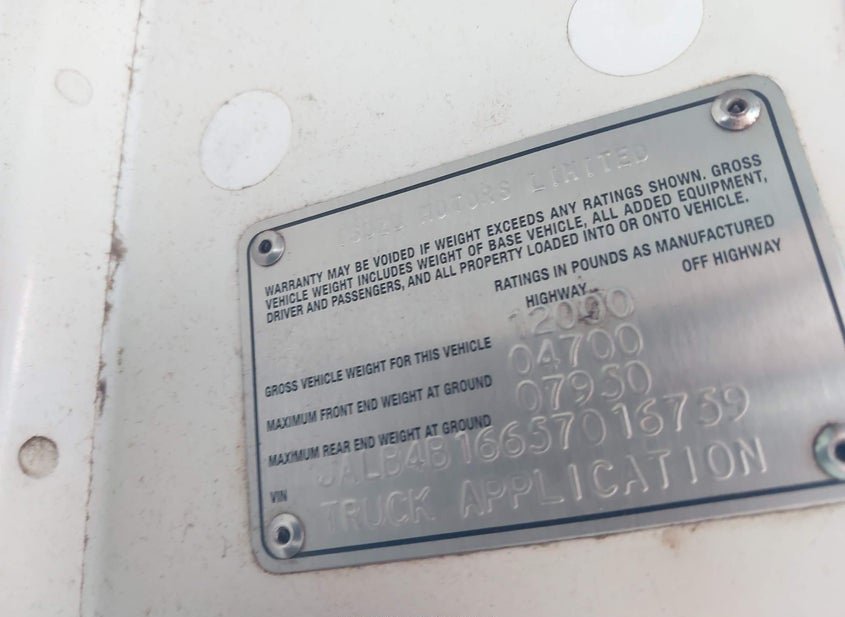 ISUZU MOTORS LIMITED
WARRANTY MAY BE VOIDED IF WEIGHT EXCEEDS ANY RATINGS SHOWN. GROSS
VEHICLE WEIGHT INCLUDES WEIGHT OF BASE VEHICLE, ALL ADDED EQUIPMENT,
DRIVER AND PASSENGERS, AND ALL PROPERTY LOADED INTO OR ONTO VEHICLE.
RATINGS IN POUNDS AS MANUFACTURED
HIGHWAY OFF HIGHWAY
GROSS VEHICLE WEIGHT FOR THIS VEHICLE 12000
MAXIMUM FRONT END WEIGHT AT GROUND 04700
MAXIMUM REAR END WEIGHT AT GROUND 07950
VIN JALB4B16657016759
TRUCK APPLICATION